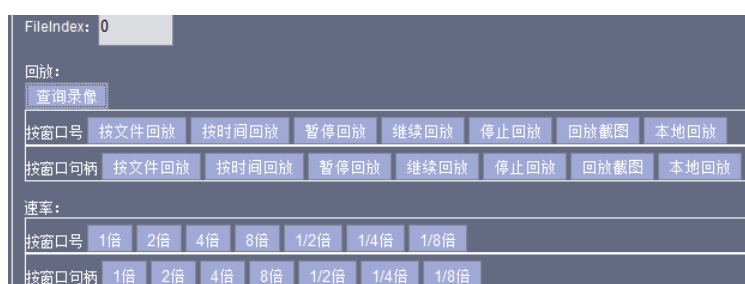 FileIndex: 0
回放:
查询录像
按窗口号 按文件回放 按时间回放 暂停回放 继续回放 停止回放 回放截图 本地回放
按窗口句柄 按文件回放 按时间回放 暂停回放 继续回放 停止回放 回放截图 本地回放
速率:
按窗口号 1倍 2倍 4倍 8倍 1/2倍 1/4倍 1/8倍
按窗口句柄 1倍 2倍 4倍 8倍 1/2倍 1/4倍 1/8倍